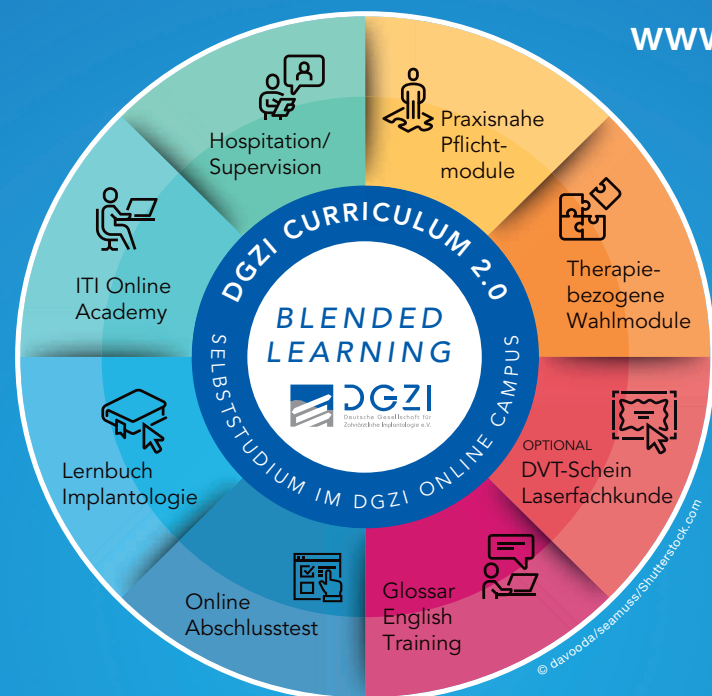 WWW
Hospitation/
Supervision
Praxisnahe
Pflicht-
module
ITI Online
Academy
Therapie-
bezogene
Wahlmodule
DGZI CURRICULUM 2.0
BLENDED
LEARNING
DGZI
Deutsche Gesellschaft für
Zahnärztliche Implantologie e.V.
SELBSTSTUDIUM IM DGZI ONLINE CAMPUS
Lernbuch
Implantologie
OPTIONAL
DVT-Schein
Laserfachkunde
Online
Abschlusstest
Glossar
English
Training
© davooda/seamuss/Shutterstock.com